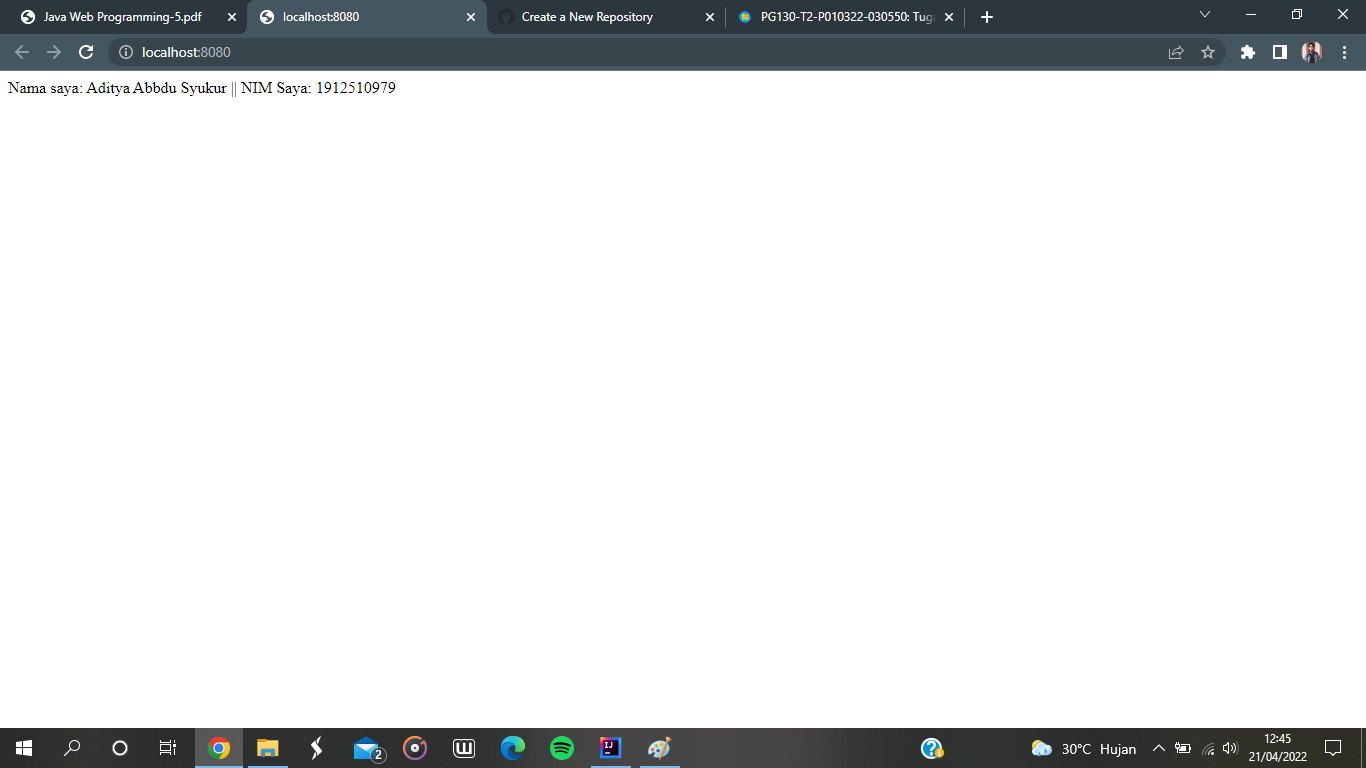 Java Web Programming-5.pdf
localhost:8080
Create a New Repository
PG130-T2-P010322-030550: Tug
localhost:8080
Nama saya: Aditya Abbdu Syukur || NIM Saya: 1912510979
2
30°C Hujan
12:45
21/04/2022